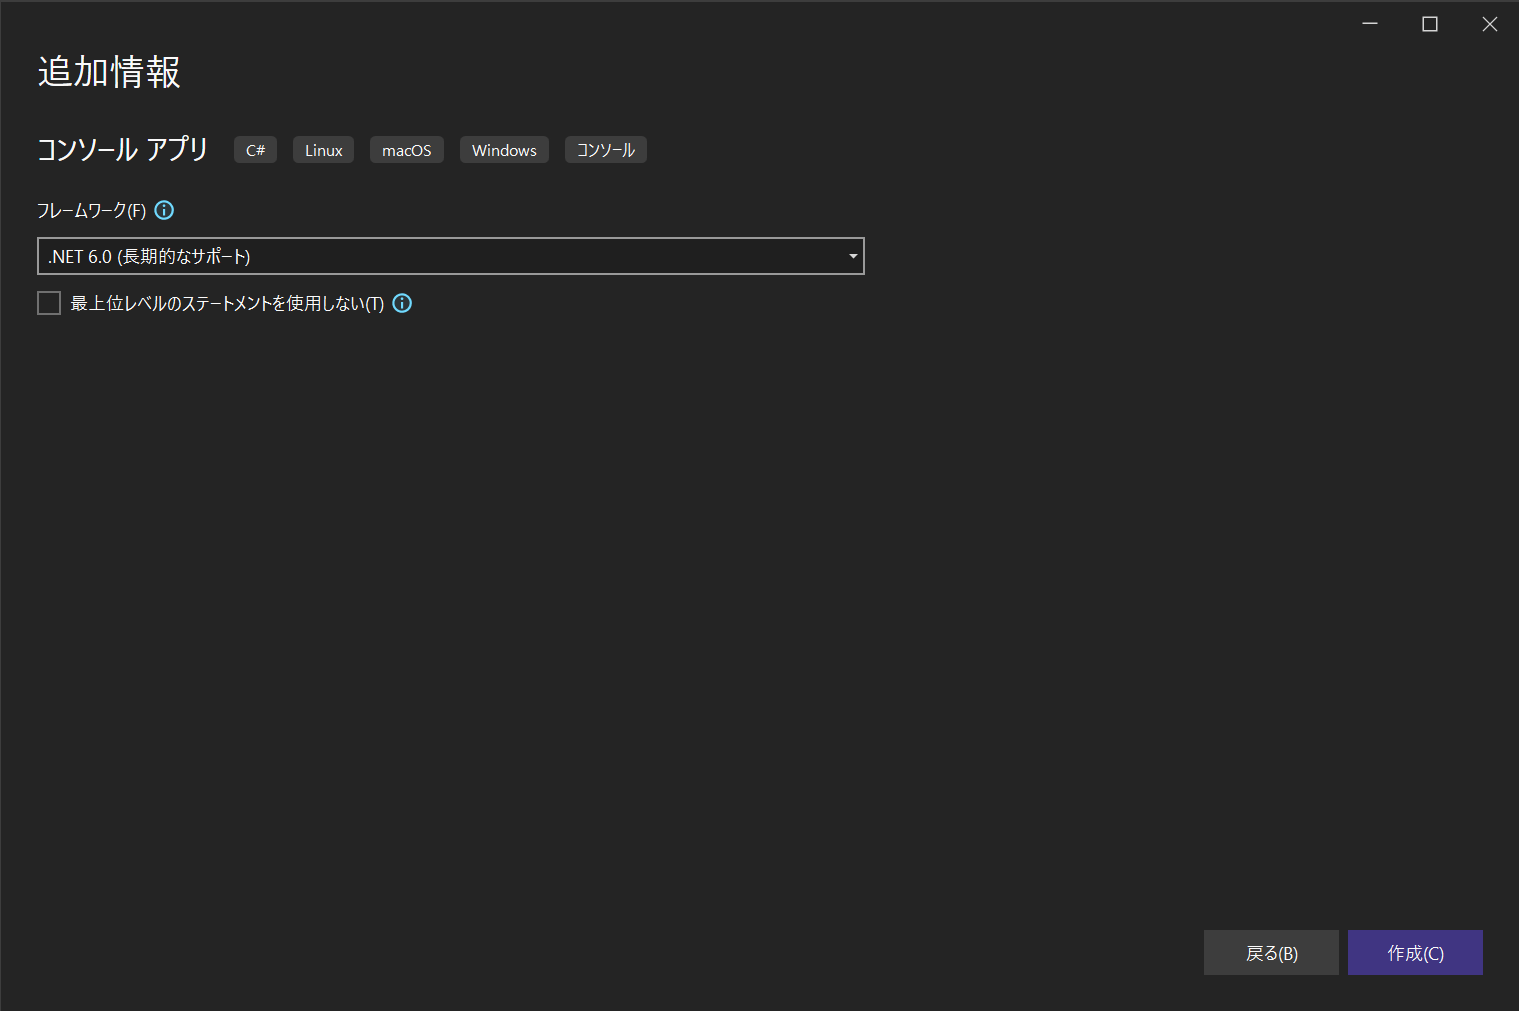 追加情報
コンソール アプリ C# Linux macOS Windows コンソール
フレームワーク(F)
.NET 6.0 (長期的なサポート)
最上位レベルのステートメントを使用しない(T)
戻る(B) 作成(C)